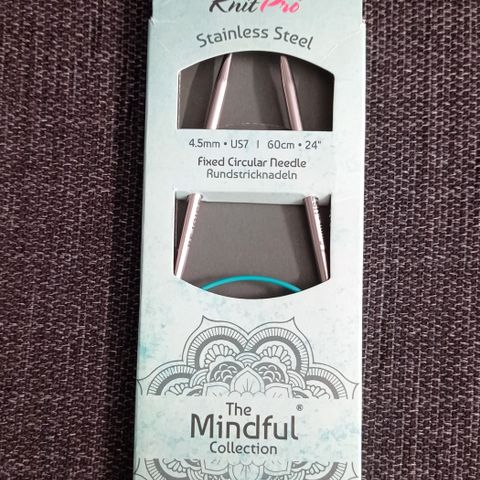 KnitPro
Stainless Steel
4.5mm • US7 | 60cm • 24"
Fixed Circular Needle
Rundstricknadeln
The
Mindful®
Collection